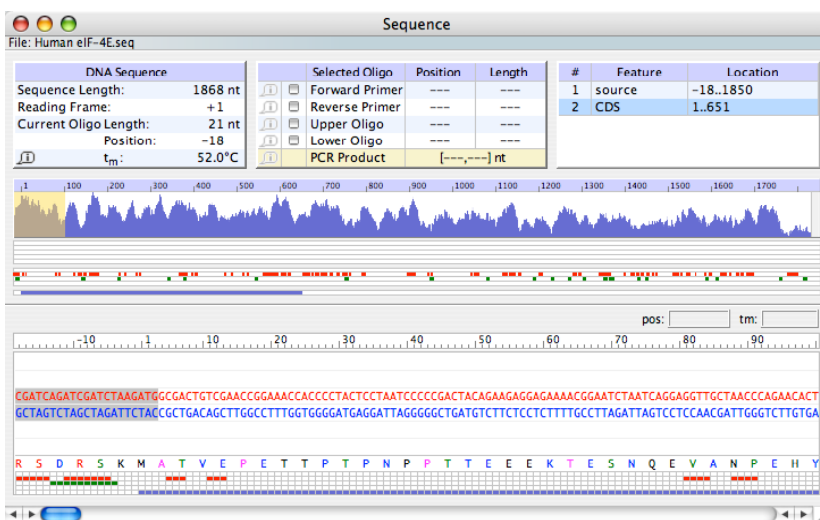 Sequence
File: Human eIF-4E.seq
DNA Sequence
Sequence Length: 1868 nt
Reading Frame: +1
Current Oligo Length: 21 nt
Position: -18
tm: 52.0°C
Selected Oligo Position Length
Forward Primer --- ---
Reverse Primer --- ---
Upper Oligo --- ---
Lower Oligo --- ---
PCR Product [---,---] nt
# Feature Location
1 source -18..1850
2 CDS 1..651
1 100 200 300 400 500 600 700 800 900 1000 1100 1200 1300 1400 1500 1600 1700
pos: tm:
-10 1 10 20 30 40 50 60 70 80 90
CGATCAGATCGATCTAAGATGGCGACTGTCGAACCGGAAACCACCCCTACTCCTAATCCCCCGACTACAGAAGAGGAGAAAACGGAATCTAATCAGGAGGTTGCTAACCCAGAACACT
GCTAGTCTAGCTAGATTCTACCGCTGACAGCTTGGCCTTTGGTGGGGATGAGGATTAGGGGGCTGATGTCTTCTCCTCTTTTGCCTTAGATTAGTCCTCCAACGATTGGGTCTTGTGA
R S D R S K M A T V E P E T T P T P N P P T T E E E K T E S N Q E V A N P E H Y